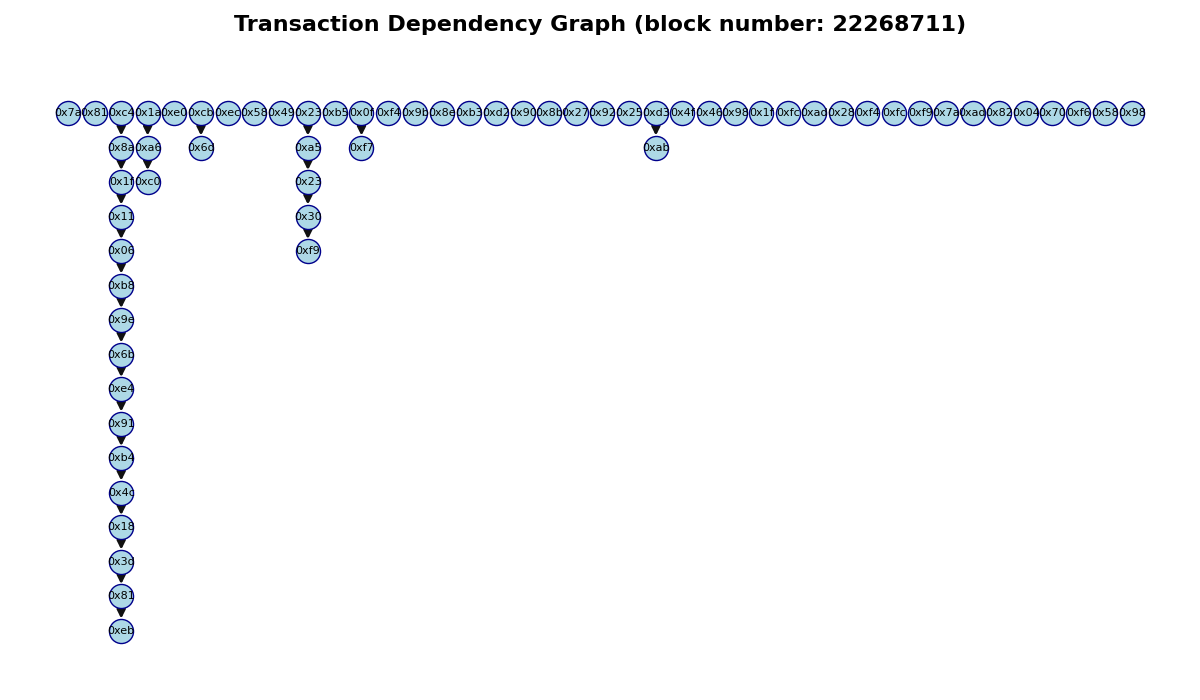 Transaction Dependency Graph (block number: 22268711)
0x7a 0x81 0xc4 0x1a 0xe0 0xcb 0xec 0x58 0x49 0x23 0xb5 0x0f 0xf4 0x9b 0x8e 0xb3 0xd2 0x90 0x8b 0x27 0x92 0x25 0xd3 0x4f 0x46 0x98 0x1f 0xfc 0xac 0x28 0xf4 0xfc 0xf9 0x7a 0xad 0x82 0x04 0x70 0xf6 0x58 0x98
0x8a 0xa6 0x6d 0xa5 0xf7 0xab
0x1f 0xc0 0x23
0x11 0x30
0x06 0xf9
0xb8
0x9e
0x6b
0xe4
0x91
0xb4
0x4c
0x18
0x3d
0x81
0xeb